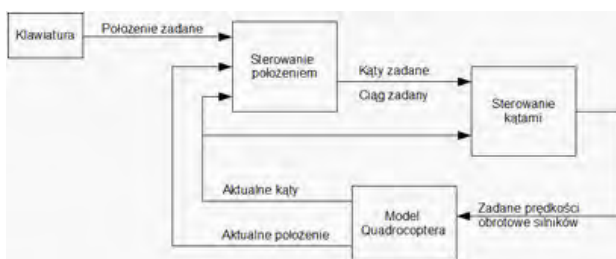 Klawiatura
Położenie zadane
Sterowanie
położeniem
Kąty zadane
Ciąg zadany
Sterowanie
kątami
Aktualne kąty
Aktualne położenie
Model
Quadrocoptera
Zadane prędkości
obrotowe silników